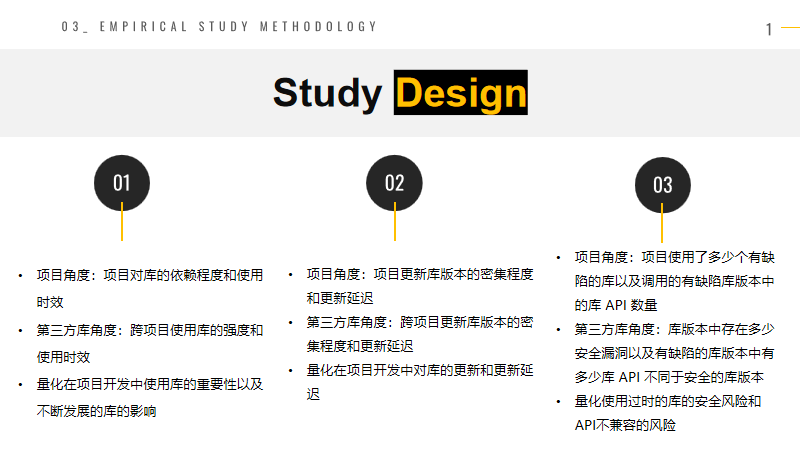 03_ EMPIRICAL STUDY METHODOLOGY
1
Study Design
01
• 项目角度：项目对库的依赖程度和使用
时效
• 第三方库角度：跨项目使用库的强度和
使用时效
• 量化在项目开发中使用库的重要性以及
不断发展的库的影响
02
• 项目角度：项目更新库版本的密集程度
和更新延迟
• 第三方库角度：跨项目更新库版本的密
集程度和更新延迟
• 量化在项目开发中对库的更新和更新延
迟
03
• 项目角度：项目使用了多少个有缺
陷的库以及调用的有缺陷库版本中
的库 API 数量
• 第三方库角度：库版本中存在多少
安全漏洞以及有缺陷的库版本中有
多少库 API 不同于安全的库版本
• 量化使用过时的库的安全风险和
API不兼容的风险